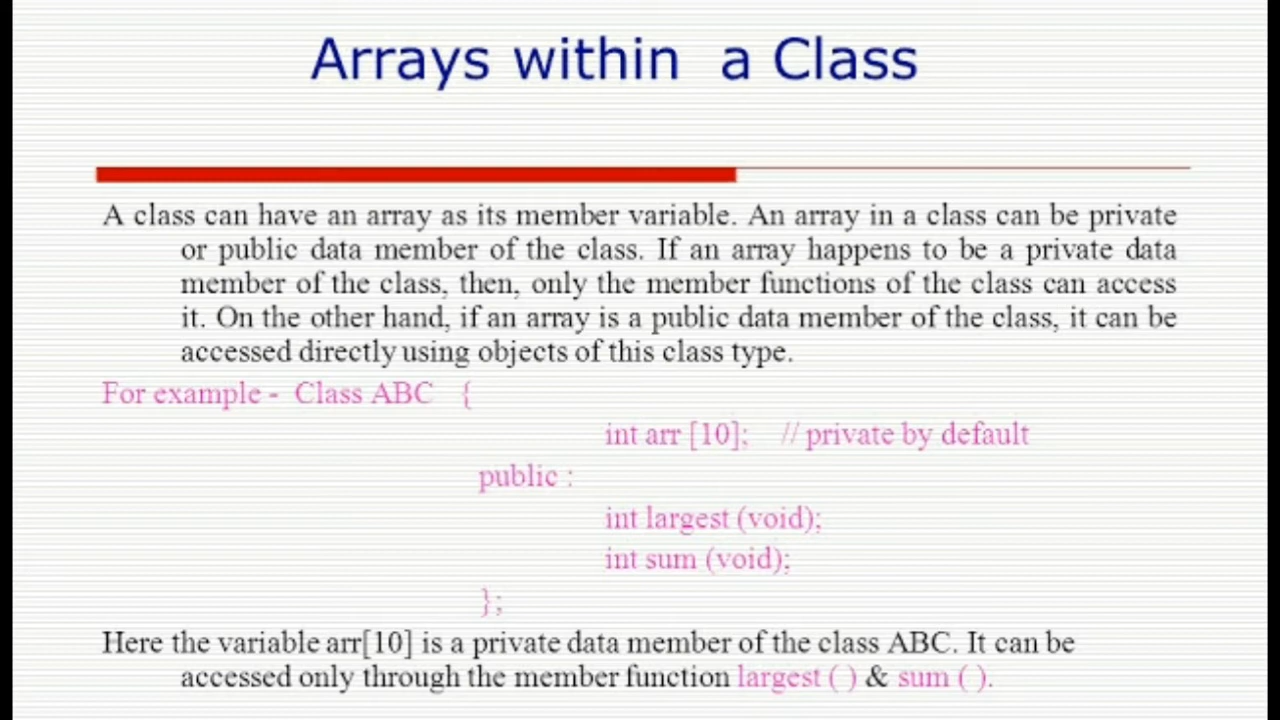 Arrays within a Class
A class can have an array as its member variable. An array in a class can be private
or public data member of the class. If an array happens to be a private data
member of the class, then, only the member functions of the class can access
it. On the other hand, if an array is a public data member of the class, it can be
accessed directly using objects of this class type.
For example - Class ABC {
int arr [10]; // private by default
public :
int largest (void);
int sum (void);
};
Here the variable arr[10] is a private data member of the class ABC. It can be
accessed only through the member function largest ( ) & sum ( ).